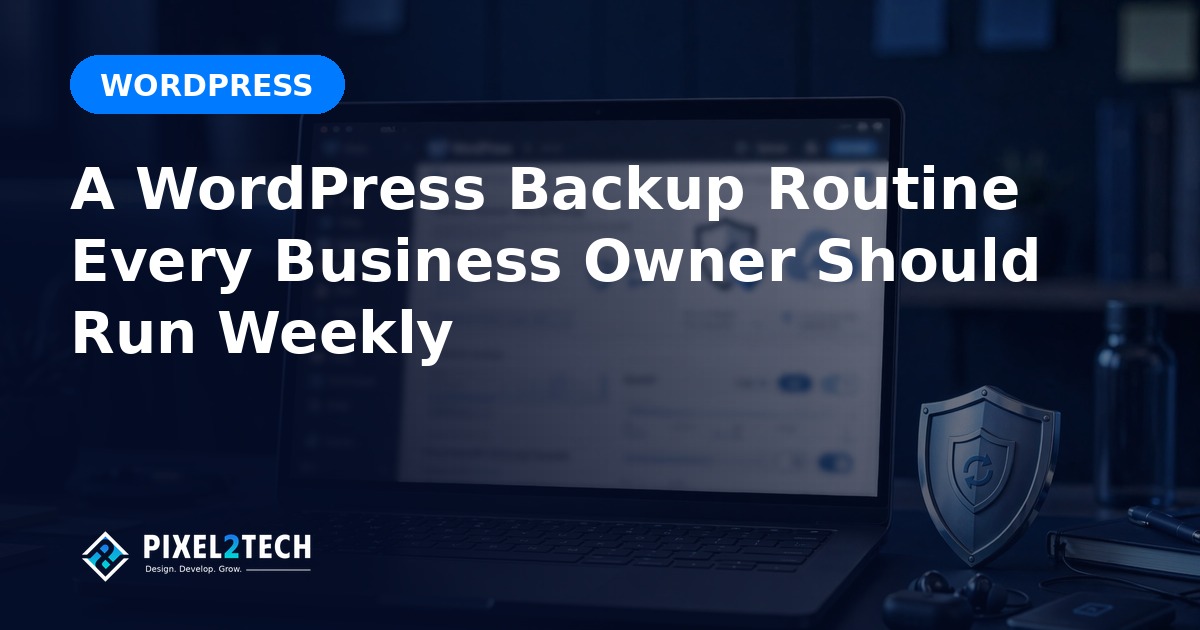 WORDPRESS
A WordPress Backup Routine
Every Business Owner Should
Run Weekly
PIXEL2TECH
Design. Develop. Grow.